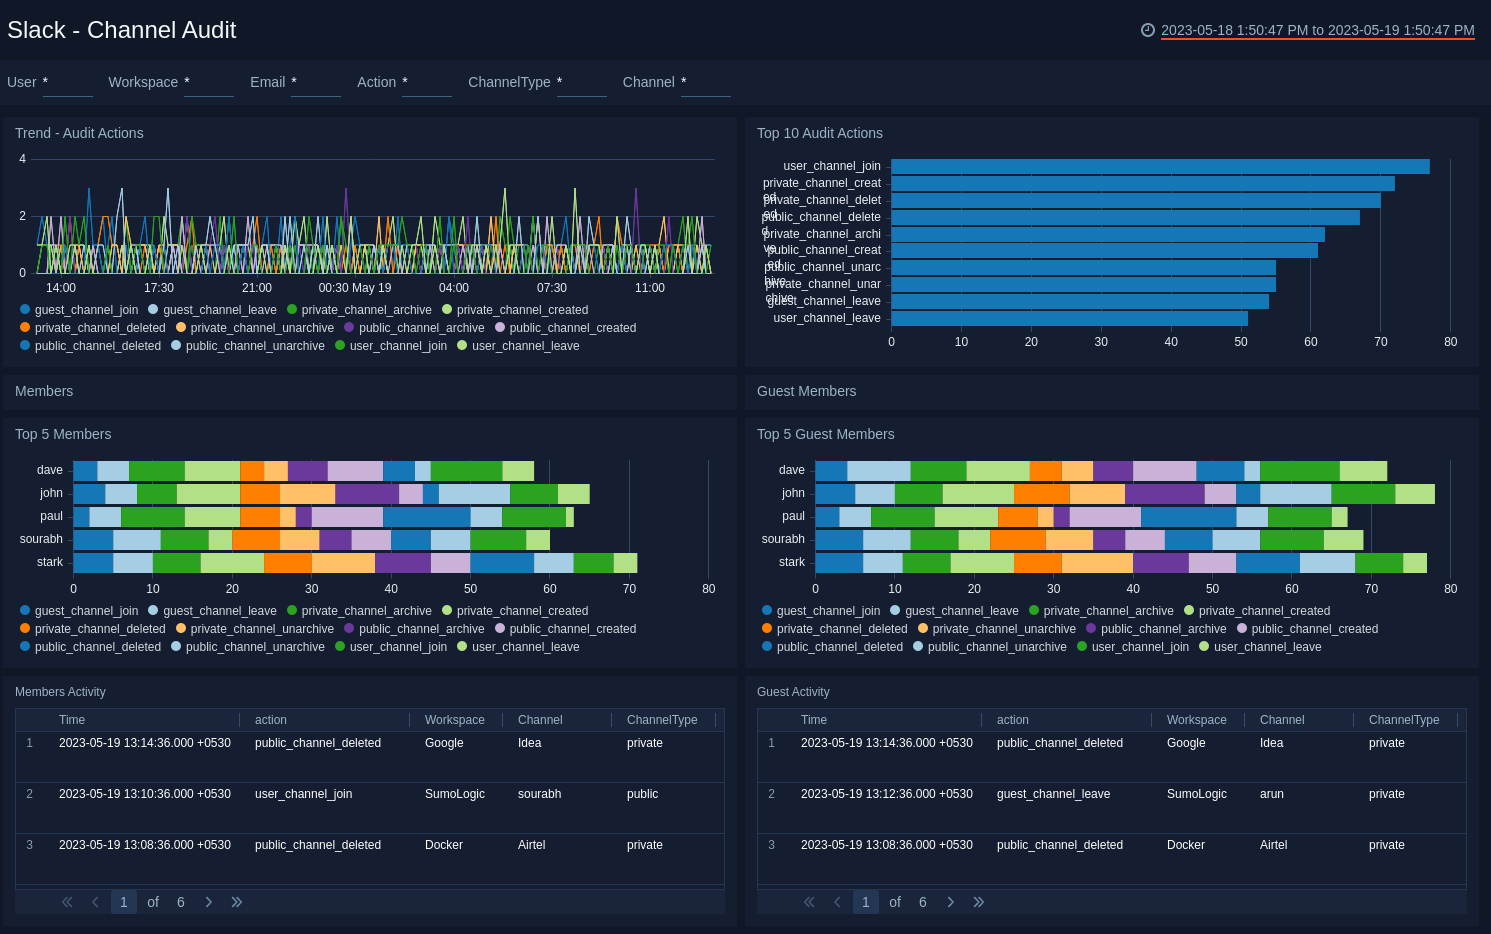 Slack - Channel Audit
2023-05-18 1:50:47 PM to 2023-05-19 1:50:47 PM
User * Workspace * Email * Action * ChannelType * Channel *
Trend - Audit Actions
4
2
0
14:00 17:30 21:00 00:30 May 19 04:00 07:30 11:00
guest_channel_join guest_channel_leave private_channel_archive private_channel_created
private_channel_deleted private_channel_unarchive public_channel_archive public_channel_created
public_channel_deleted public_channel_unarchive user_channel_join user_channel_leave
Top 10 Audit Actions
user_channel_join
private_channel_creat
ed
private_channel_delet
ed
public_channel_delete
d
private_channel_archi
ve
public_channel_creat
ed
public_channel_unarc
hive
private_channel_unar
chive
guest_channel_leave
user_channel_leave
0 10 20 30 40 50 60 70 80
Members
Guest Members
Top 5 Members
dave
john
paul
sourabh
stark
0 10 20 30 40 50 60 70 80
guest_channel_join guest_channel_leave private_channel_archive private_channel_created
private_channel_deleted private_channel_unarchive public_channel_archive public_channel_created
public_channel_deleted public_channel_unarchive user_channel_join user_channel_leave
Top 5 Guest Members
dave
john
paul
sourabh
stark
0 10 20 30 40 50 60 70 80
guest_channel_join guest_channel_leave private_channel_archive private_channel_created
private_channel_deleted private_channel_unarchive public_channel_archive public_channel_created
public_channel_deleted public_channel_unarchive user_channel_join user_channel_leave
Members Activity
Time action Workspace Channel ChannelType
1 2023-05-19 13:14:36.000 +0530 public_channel_deleted Google Idea private
2 2023-05-19 13:10:36.000 +0530 user_channel_join SumoLogic sourabh public
3 2023-05-19 13:08:36.000 +0530 public_channel_deleted Docker Airtel private
1 of 6
Guest Activity
Time action Workspace Channel ChannelType
1 2023-05-19 13:14:36.000 +0530 public_channel_deleted Google Idea private
2 2023-05-19 13:12:36.000 +0530 guest_channel_leave SumoLogic arun private
3 2023-05-19 13:08:36.000 +0530 public_channel_deleted Docker Airtel private
1 of 6